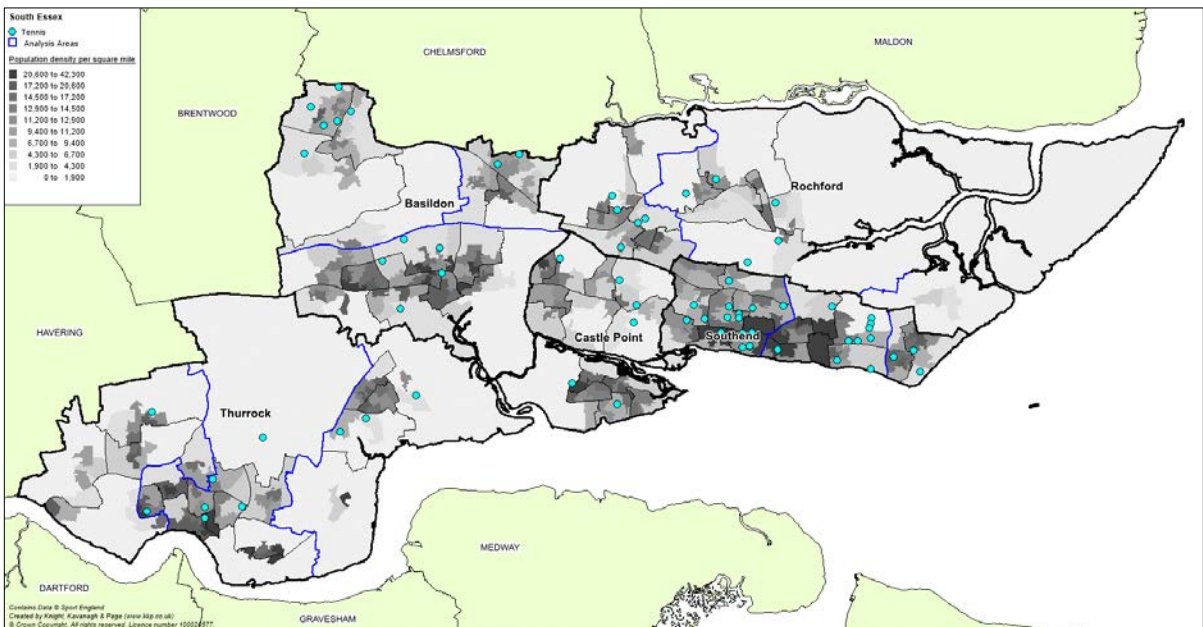 South Essex
Tennis
Analysis Areas
Population density per square mile
20,600 to 42,300
17,200 to 20,600
14,500 to 17,200
12,900 to 14,500
11,200 to 12,900
9,400 to 11,200
6,700 to 9,400
4,300 to 6,700
1,900 to 4,300
0 to 1,900
CHELMSFORD
MALDON
BRENTWOOD
Rochford
Basildon
HAVERING
Castle Point
Southend
Thurrock
MEDWAY
DARTFORD
GRAVESHAM
Contains Data © Sport England
Created by Knight, Kavanagh & Page (www.kkp.co.uk)
© Crown Copyright. All rights reserved. Licence number 100020577.